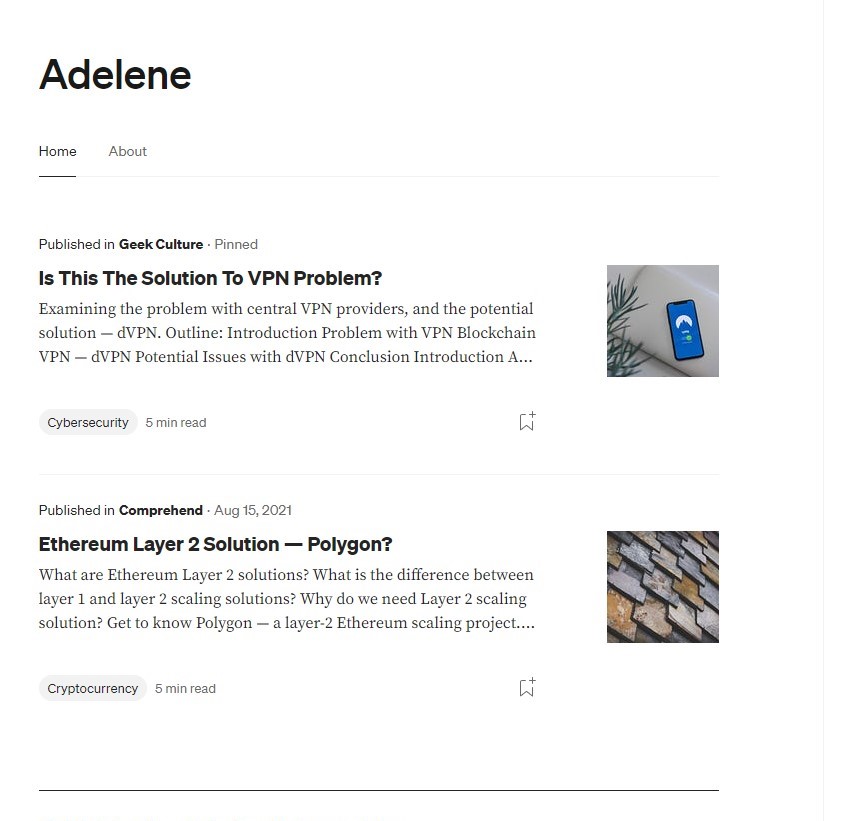 Adelene
Home About
Published in Geek Culture · Pinned
Is This The Solution To VPN Problem?
Examining the problem with central VPN providers, and the potential
solution — dVPN. Outline: Introduction Problem with VPN Blockchain
VPN — dVPN Potential Issues with dVPN Conclusion Introduction A...
Cybersecurity 5 min read
Published in Comprehend · Aug 15, 2021
Ethereum Layer 2 Solution — Polygon?
What are Ethereum Layer 2 solutions? What is the difference between
layer 1 and layer 2 scaling solutions? Why do we need Layer 2 scaling
solution? Get to know Polygon — a layer-2 Ethereum scaling project....
Cryptocurrency 5 min read